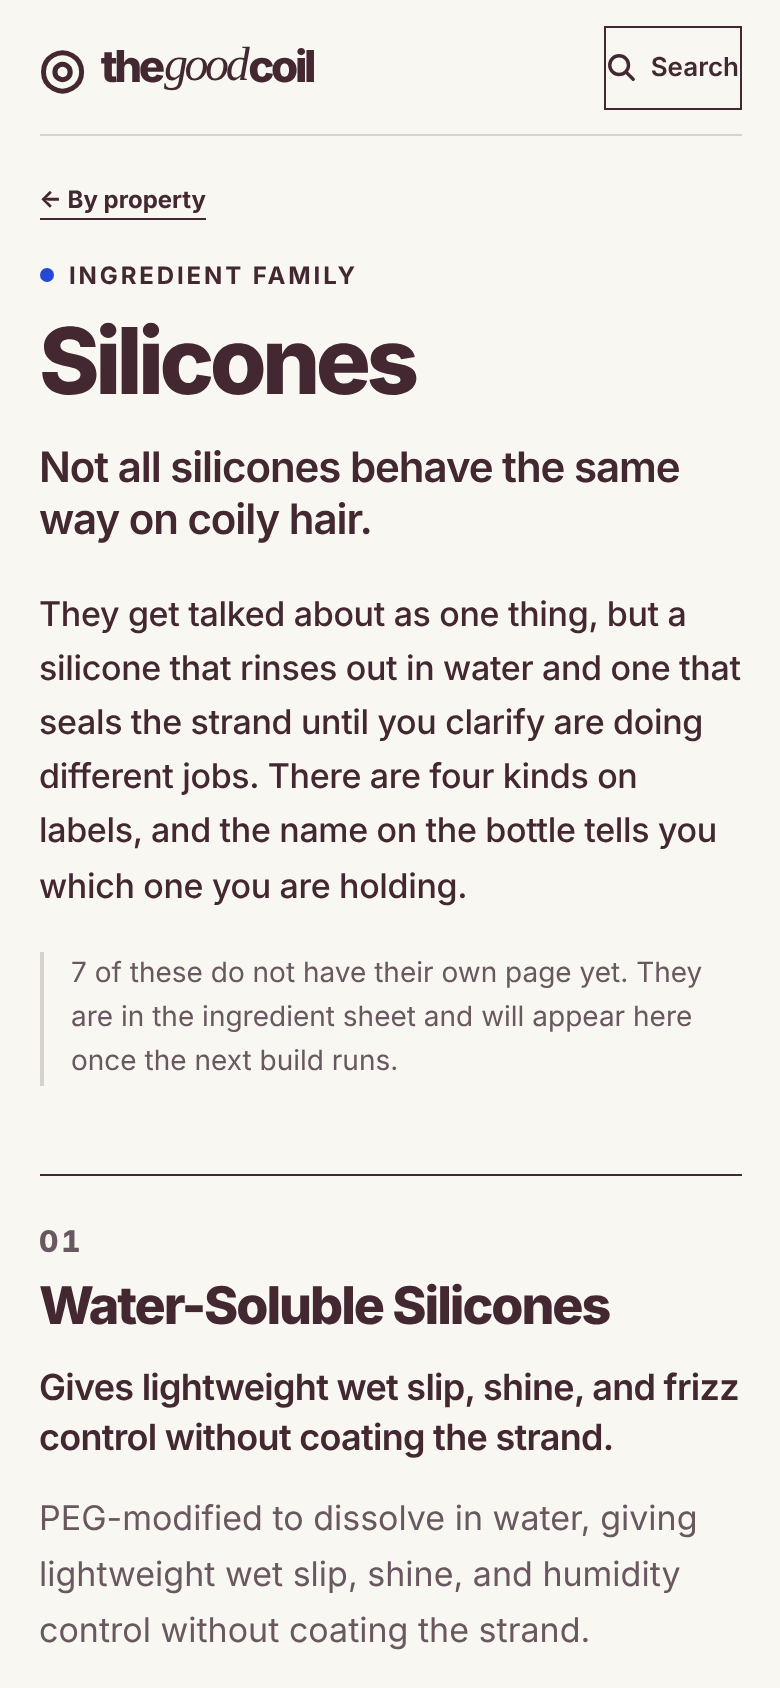 thegoodcoil
Search
← By property
INGREDIENT FAMILY
Silicones
Not all silicones behave the same
way on coily hair.
They get talked about as one thing, but a
silicone that rinses out in water and one that
seals the strand until you clarify are doing
different jobs. There are four kinds on
labels, and the name on the bottle tells you
which one you are holding.
7 of these do not have their own page yet. They
are in the ingredient sheet and will appear here
once the next build runs.
01
Water-Soluble Silicones
Gives lightweight wet slip, shine, and frizz
control without coating the strand.
PEG-modified to dissolve in water, giving
lightweight wet slip, shine, and humidity
control without coating the strand.